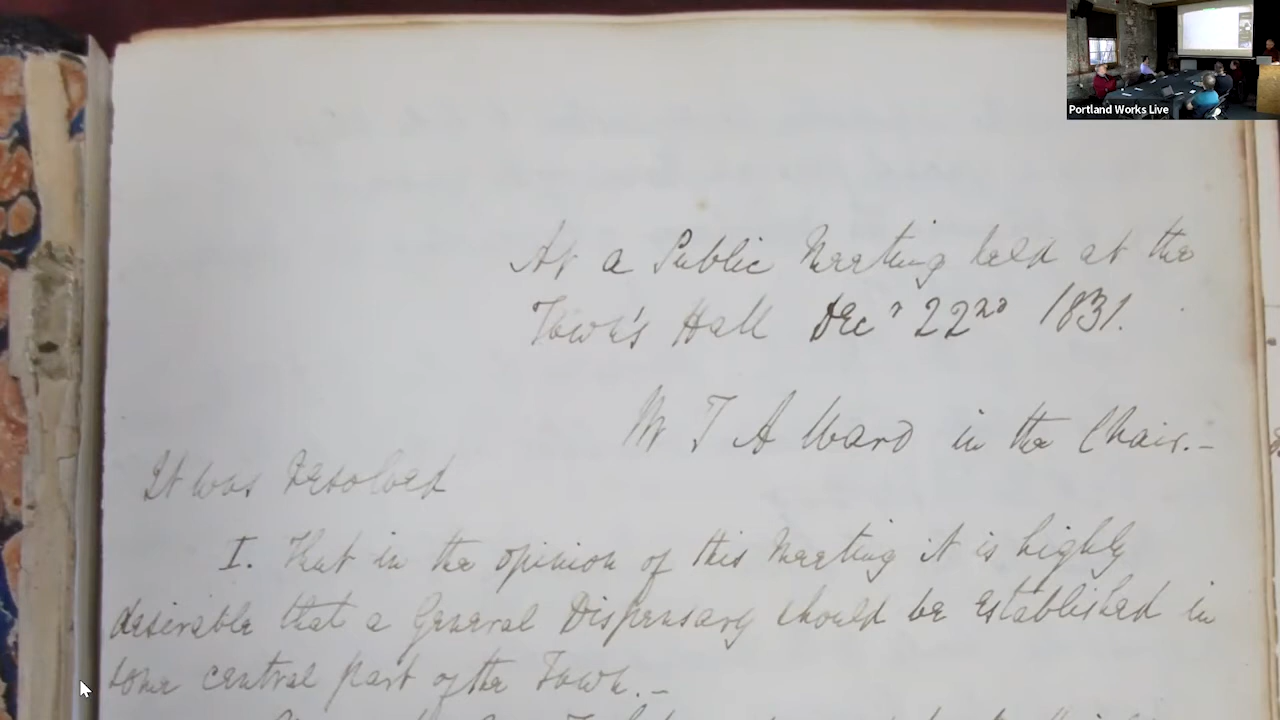 Portland Works Live
At a Public Meeting held at the
Town's Hall Decr 22nd 1831.
Mr T A Ward in the Chair.-
It was Resolved
I. That in the opinion of this Meeting it is highly
desirable that a General Dispensary should be established in
some central part of the Town.-